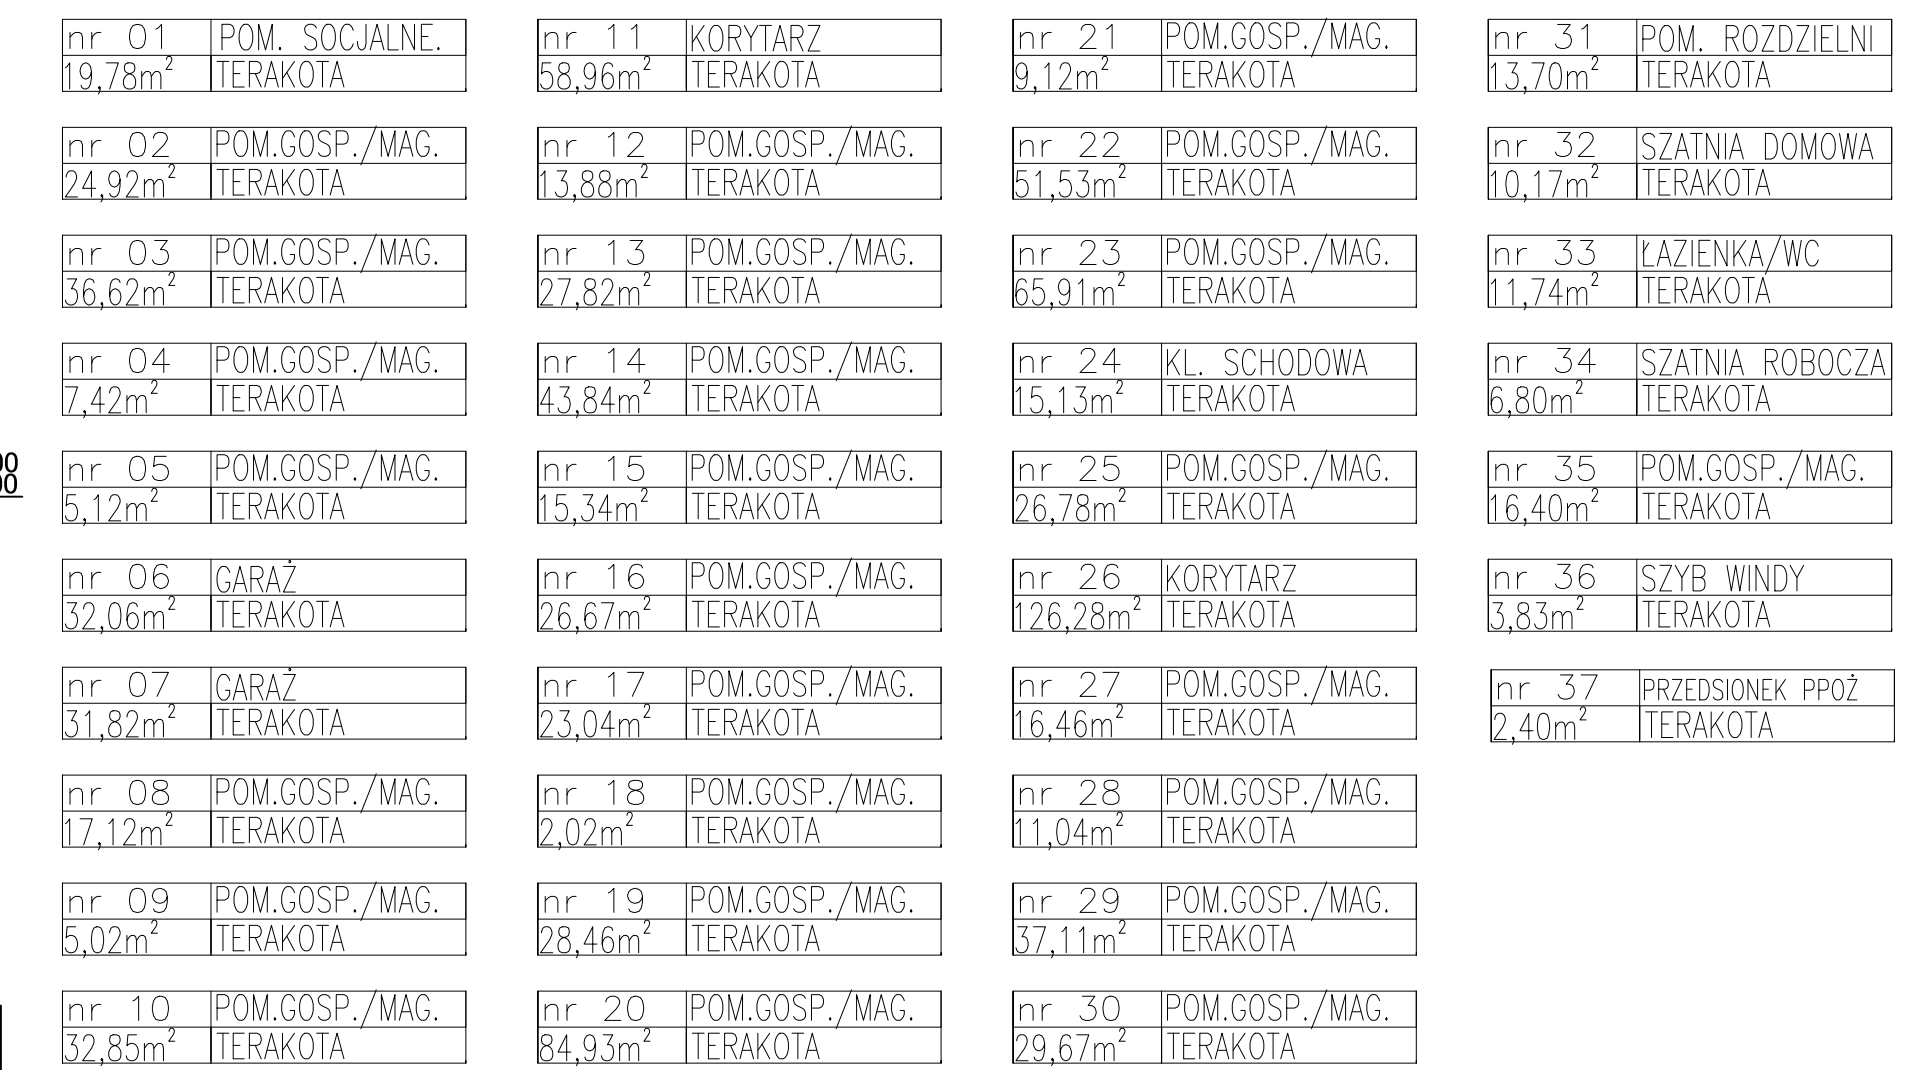 nr 01 POM. SOCJALNE.
19,78m² TERAKOTA
nr 02 POM.GOSP./MAG.
24,92m² TERAKOTA
nr 03 POM.GOSP./MAG.
36,62m² TERAKOTA
nr 04 POM.GOSP./MAG.
7,42m² TERAKOTA
nr 05 POM.GOSP./MAG.
5,12m² TERAKOTA
nr 06 GARAŻ
32,06m² TERAKOTA
nr 07 GARAŻ
31,82m² TERAKOTA
nr 08 POM.GOSP./MAG.
17,12m² TERAKOTA
nr 09 POM.GOSP./MAG.
5,02m² TERAKOTA
nr 10 POM.GOSP./MAG.
32,85m² TERAKOTA
nr 11 KORYTARZ
58,96m² TERAKOTA
nr 12 POM.GOSP./MAG.
13,88m² TERAKOTA
nr 13 POM.GOSP./MAG.
27,82m² TERAKOTA
nr 14 POM.GOSP./MAG.
43,84m² TERAKOTA
nr 15 POM.GOSP./MAG.
15,34m² TERAKOTA
nr 16 POM.GOSP./MAG.
26,67m² TERAKOTA
nr 17 POM.GOSP./MAG.
23,04m² TERAKOTA
nr 18 POM.GOSP./MAG.
2,02m² TERAKOTA
nr 19 POM.GOSP./MAG.
28,46m² TERAKOTA
nr 20 POM.GOSP./MAG.
84,93m² TERAKOTA
nr 21 POM.GOSP./MAG.
9,12m² TERAKOTA
nr 22 POM.GOSP./MAG.
51,53m² TERAKOTA
nr 23 POM.GOSP./MAG.
65,91m² TERAKOTA
nr 24 KL. SCHODOWA
15,13m² TERAKOTA
nr 25 POM.GOSP./MAG.
26,78m² TERAKOTA
nr 26 KORYTARZ
126,28m² TERAKOTA
nr 27 POM.GOSP./MAG.
16,46m² TERAKOTA
nr 28 POM.GOSP./MAG.
11,04m² TERAKOTA
nr 29 POM.GOSP./MAG.
37,11m² TERAKOTA
nr 30 POM.GOSP./MAG.
29,67m² TERAKOTA
nr 31 POM. ROZDZIELNI
13,70m² TERAKOTA
nr 32 SZATNIA DOMOWA
10,17m² TERAKOTA
nr 33 ŁAZIENKA/WC
11,74m² TERAKOTA
nr 34 SZATNIA ROBOCZA
6,80m² TERAKOTA
nr 35 POM.GOSP./MAG.
16,40m² TERAKOTA
nr 36 SZYB WINDY
3,83m² TERAKOTA
nr 37 PRZEDSIONEK PPOŻ
2,40m² TERAKOTA